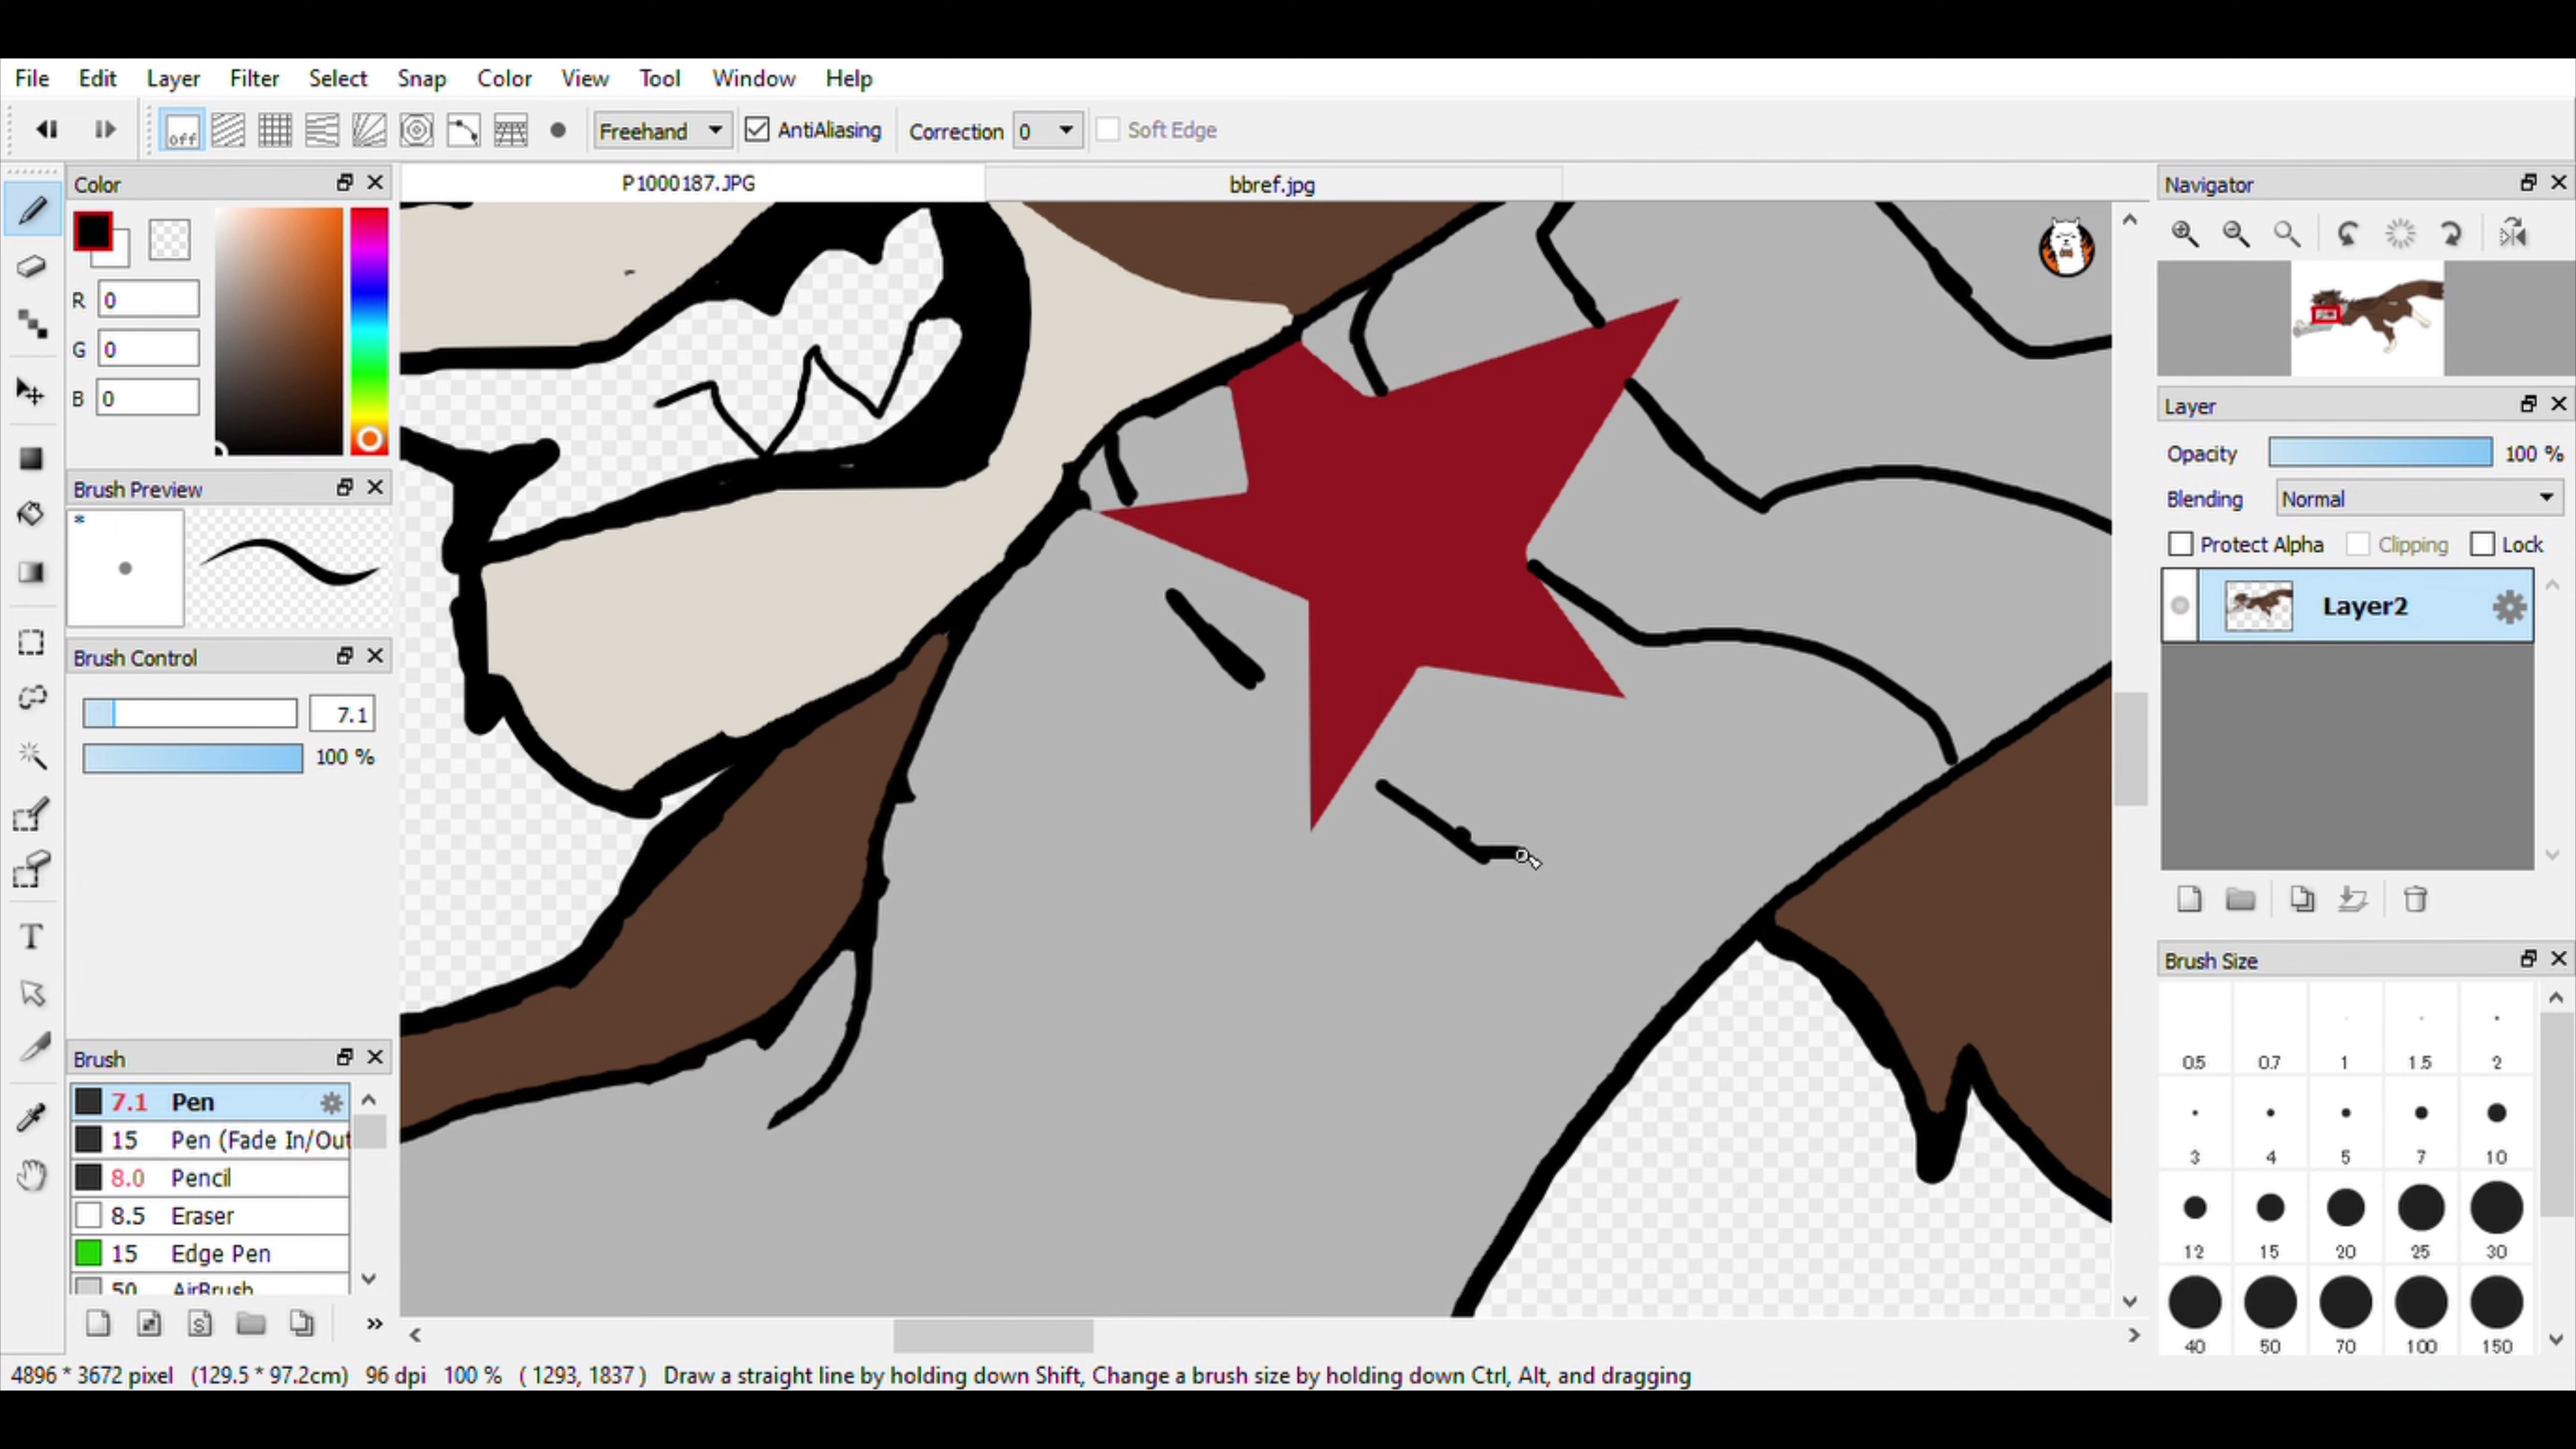 File Edit Layer Filter Select Snap Color View Tool Window Help
off Freehand AntiAliasing Correction 0 Soft Edge
Color
P1000187.JPG bbref.jpg
Navigator
R 0
G 0
B 0
Layer
Opacity 100 %
Blending Normal
Protect Alpha Clipping Lock
Layer2
Brush Preview
*
Brush Control
7.1
100 %
Brush Size
0.5 0.7 1 1.5 2
3 4 5 7 10
12 15 20 25 30
40 50 70 100 150
Brush
7.1 Pen
15 Pen (Fade In/Out
8.0 Pencil
8.5 Eraser
15 Edge Pen
50 AirBrush
S
T
4896 * 3672 pixel (129.5 * 97.2cm) 96 dpi 100 % ( 1293, 1837 ) Draw a straight line by holding down Shift, Change a brush size by holding down Ctrl, Alt, and dragging